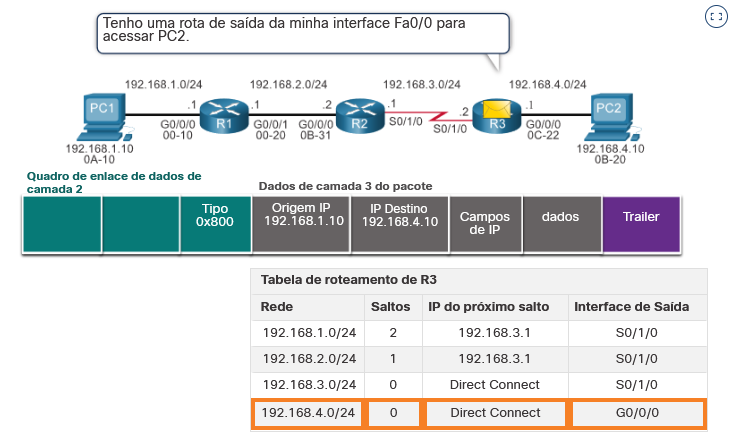 Tenho uma rota de saída da minha interface Fa0/0 para
acessar PC2.
192.168.1.0/24 192.168.2.0/24 192.168.3.0/24 192.168.4.0/24
PC1 .1 R1 .1 .2 R2 .1 .2 R3 .1 PC2
G0/0/0 G0/0/1 G0/0/0 S0/1/0 S0/1/0 G0/0/0
00-10 00-20 0B-31 0C-22
192.168.1.10 192.168.4.10
0A-10 0B-20
Quadro de enlace de dados de
camada 2
Dados de camada 3 do pacote
Tipo
0x800
Origem IP
192.168.1.10
IP Destino
192.168.4.10
Campos
de IP
dados
Trailer
Tabela de roteamento de R3
Rede Saltos IP do próximo salto Interface de Saída
192.168.1.0/24 2 192.168.3.1 S0/1/0
192.168.2.0/24 1 192.168.3.1 S0/1/0
192.168.3.0/24 0 Direct Connect S0/1/0
192.168.4.0/24 0 Direct Connect G0/0/0